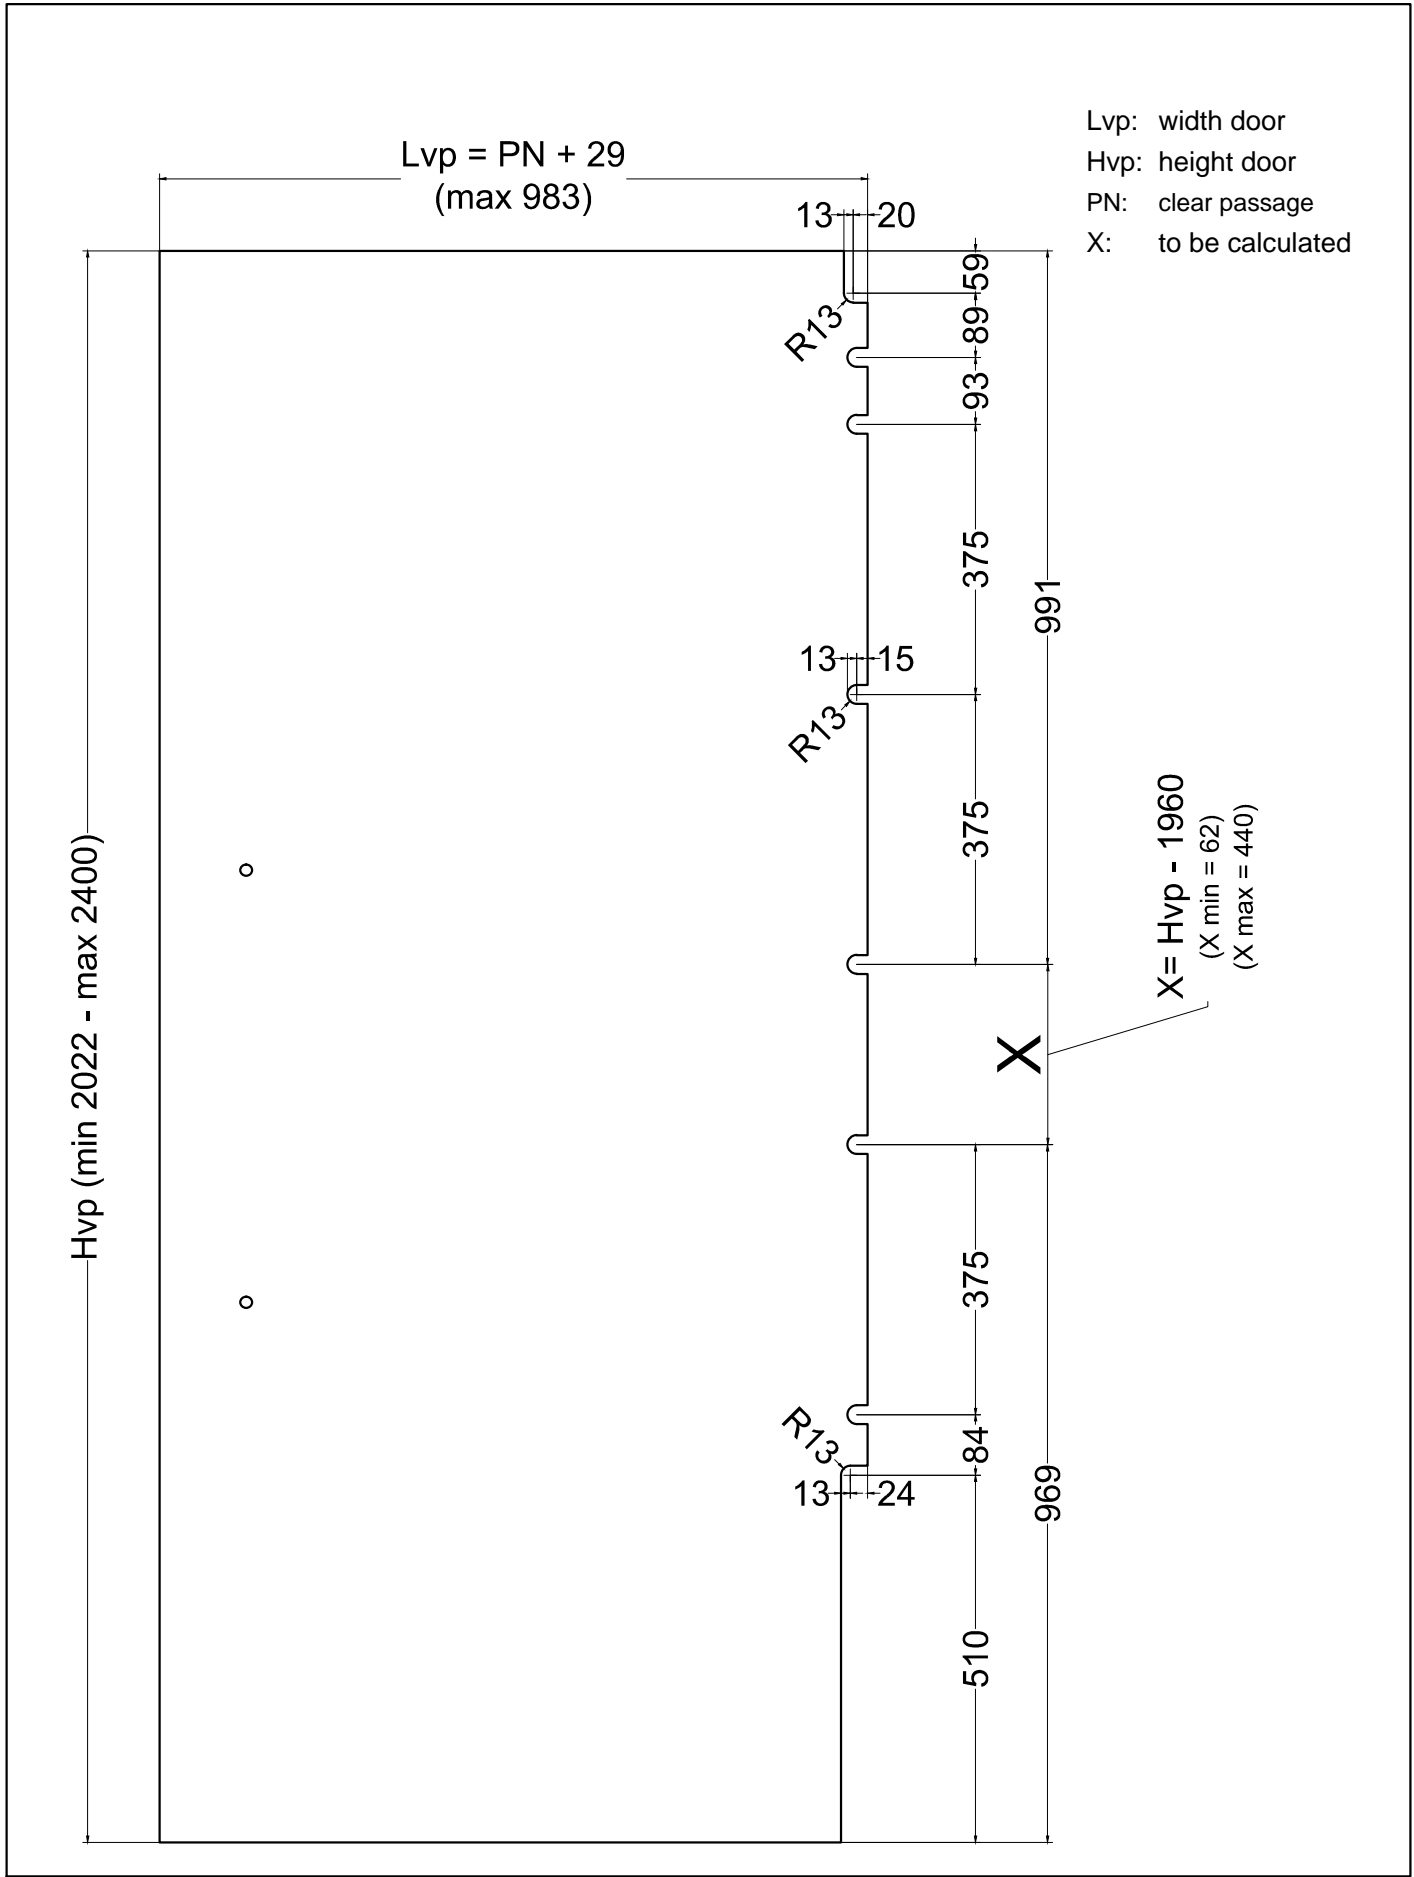 Lvp: width door
Hvp: height door
PN: clear passage
X: to be calculated
Lvp = PN + 29
(max 983)
13 20
59
R13
89
93
375
991
13 15
R13
375
X= Hvp - 1960
(X min = 62)
(X max = 440)
Hvp (min 2022 - max 2400)
X
375
R13
84
13 24
969
510